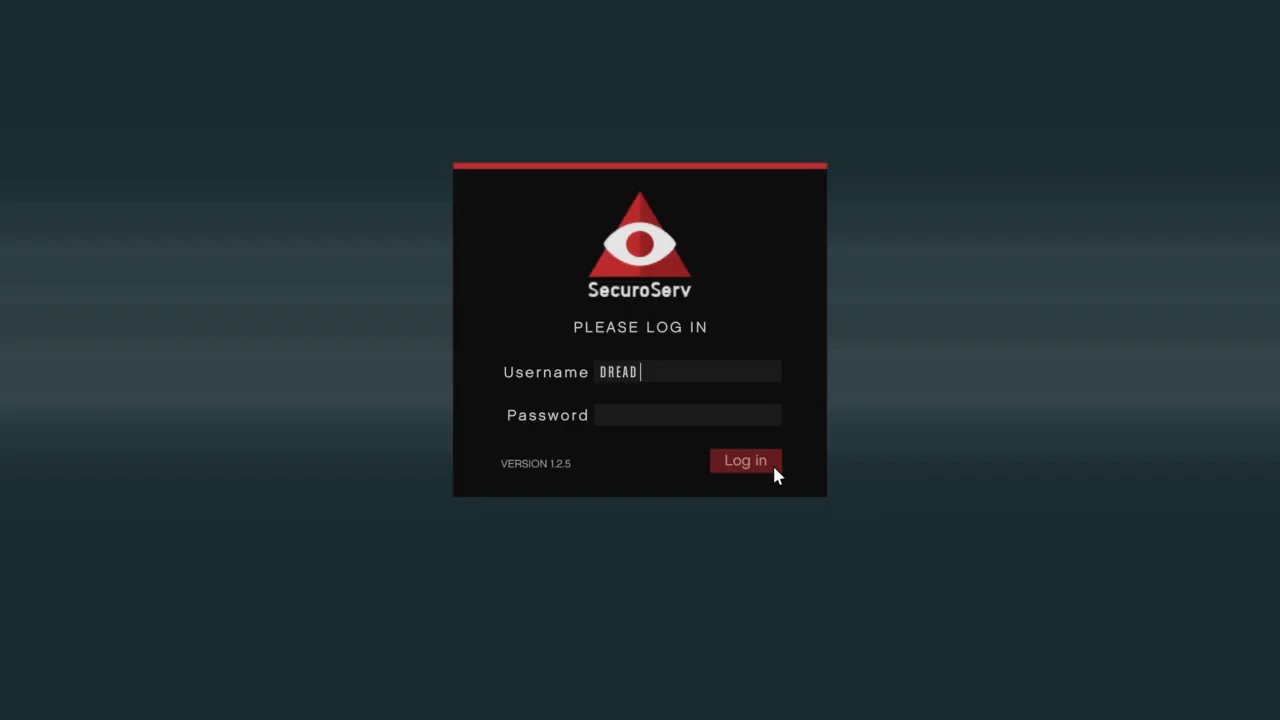 SecuroServ
PLEASE LOG IN
Username DREAD
Password
VERSION 1.2.5 Log in